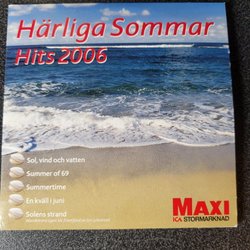 Härliga Sommar
Hits 2006
Sol, vind och vatten
Summer of 69
Summertime
En kväll i juni
Solens strand
MAXI
ICA STORMARKNAD